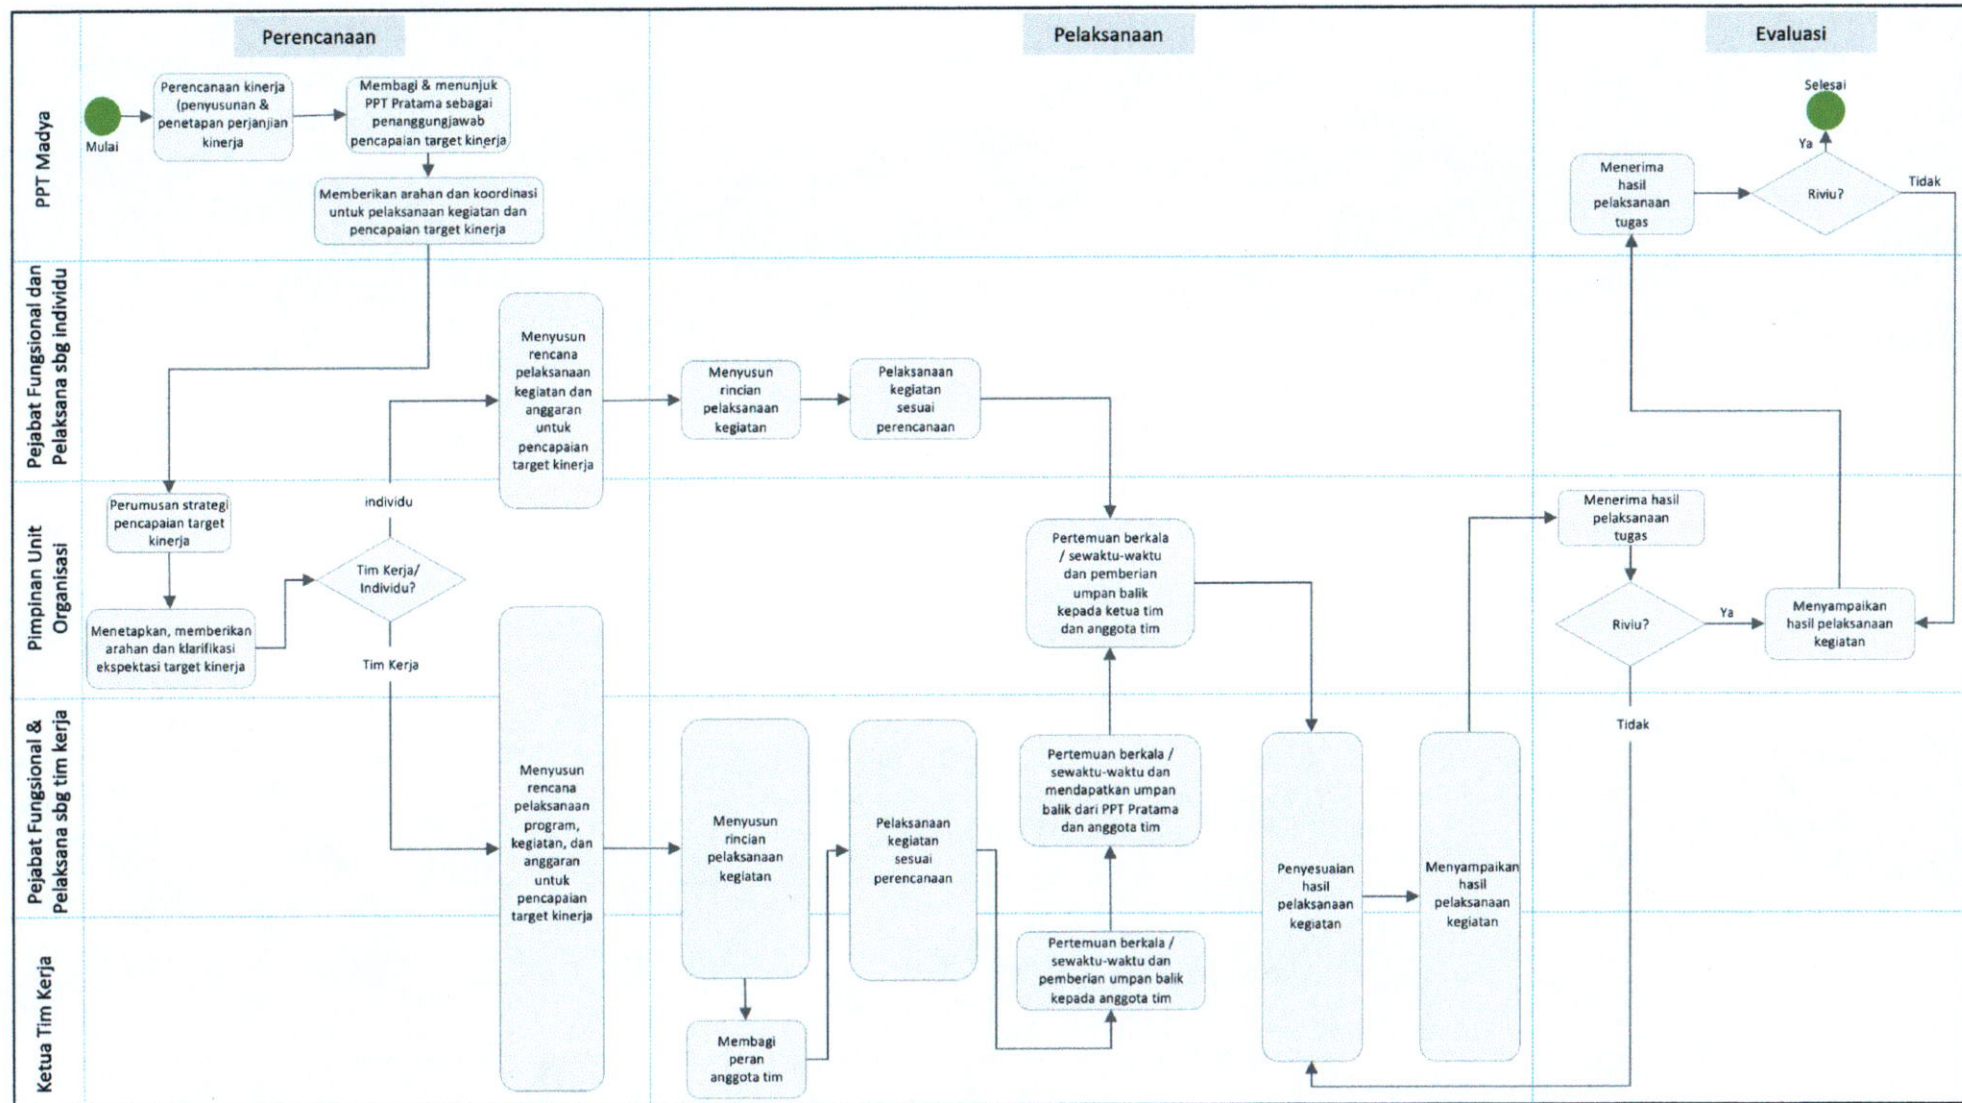 Perencanaan
Pelaksanaan
Evaluasi
PPT Madya
Mulai
Perencanaan kinerja
(penyusunan &
penetapan perjanjian
kinerja
Membagi & menunjuk
PPT Pratama sebagai
penanggungjawab
pencapaian target kinerja
Memberikan arahan dan koordinasi
untuk pelaksanaan kegiatan dan
pencapaian target kinerja
Menerima
hasil
pelaksanaan
tugas
Riviu?
Ya
Selesai
Tidak
Pejabat Fungsional dan
Pelaksana sbg individu
Menyusun
rencana
pelaksanaan
kegiatan dan
anggaran
untuk
pencapaian
target kinerja
Menyusun
rincian
pelaksanaan
kegiatan
Pelaksanaan
kegiatan
sesuai
perencanaan
Pimpinan Unit
Organisasi
Perumusan strategi
pencapaian target
kinerja
Menetapkan, memberikan
arahan dan klarifikasi
ekspektasi target kinerja
individu
Tim Kerja/
Individu?
Tim Kerja
Pertemuan berkala
/ sewaktu-waktu
dan pemberian
umpan balik
kepada ketua tim
dan anggota tim
Menerima hasil
pelaksanaan
tugas
Riviu?
Ya
Menyampaikan
hasil pelaksanaan
kegiatan
Tidak
Pejabat Fungsional &
Pelaksana sbg tim kerja
Menyusun
rencana
pelaksanaan
program,
kegiatan, dan
anggaran
untuk
pencapaian
target kinerja
Menyusun
rincian
pelaksanaan
kegiatan
Pelaksanaan
kegiatan
sesuai
perencanaan
Pertemuan berkala /
sewaktu-waktu dan
mendapatkan umpan
balik dari PPT Pratama
dan anggota tim
Penyesuaian
hasil
pelaksanaan
kegiatan
Menyampaikan
hasil
pelaksanaan
kegiatan
Ketua Tim Kerja
Membagi
peran
anggota tim
Pertemuan berkala /
sewaktu-waktu dan
pemberian umpan balik
kepada anggota tim